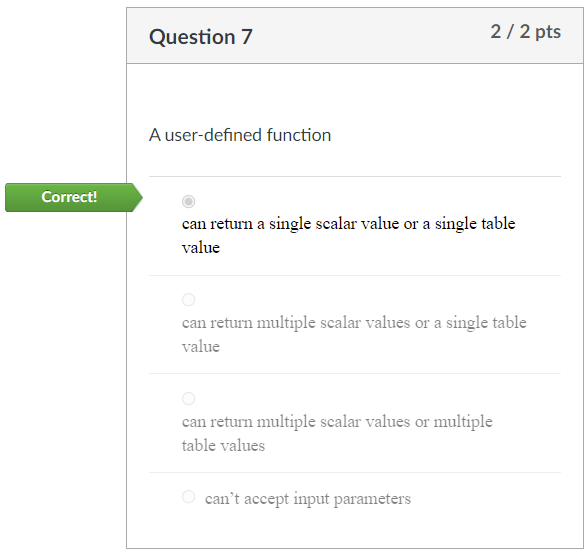 Question 7
2 / 2 pts
A user-defined function
Correct!
can return a single scalar value or a single table
value
can return multiple scalar values or a single table
value
can return multiple scalar values or multiple
table values
can’t accept input parameters